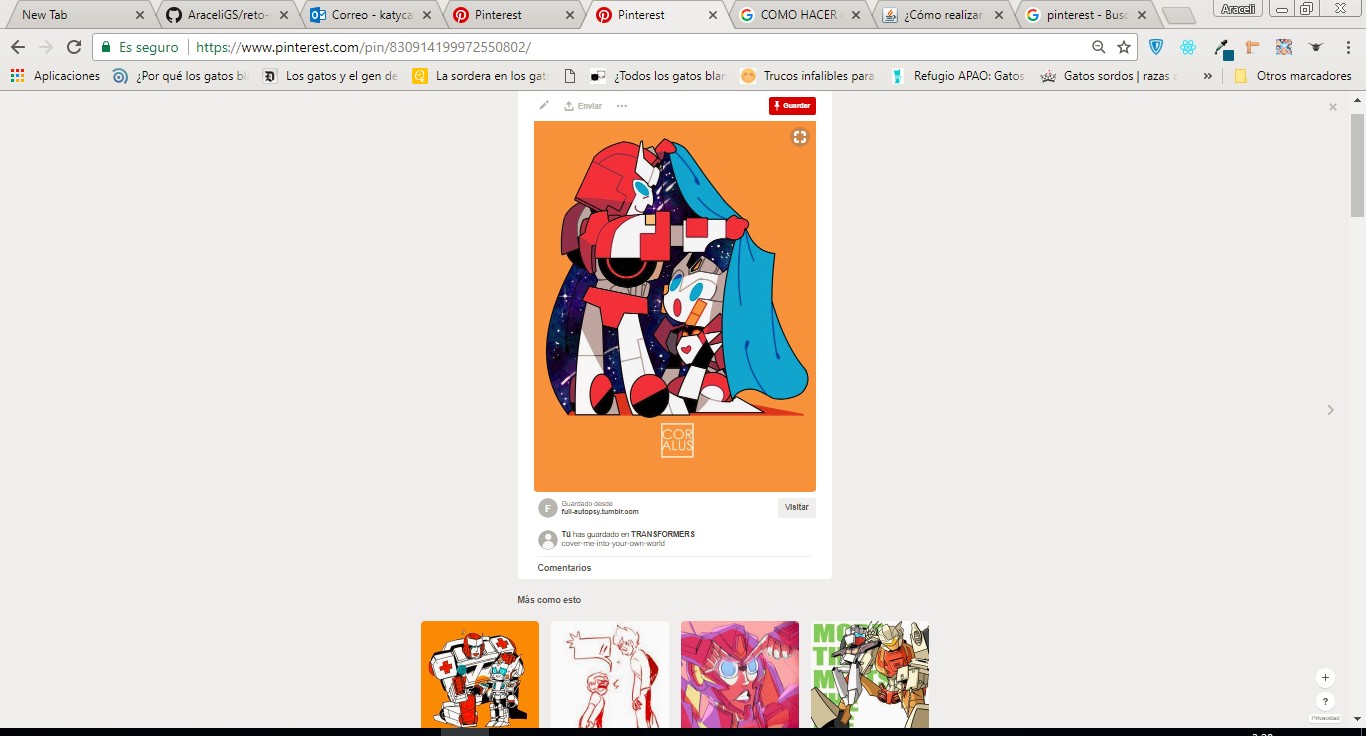 New Tab
AraceliGS/reto-
Correo - katyca
Pinterest
Pinterest
COMO HACER
¿Cómo realizar
pinterest - Busc
Araceli
Es seguro
https://www.pinterest.com/pin/830914199972550802/
Aplicaciones
¿Por qué los gatos bl
Los gatos y el gen de
La sordera en los gat
¿Todos los gatos blan
Trucos infalibles para
Refugio APAO: Gatos
Gatos sordos | razas
»
Otros marcadores
Enviar
Guardar
COR
ALUS
F
Guardado desde
full-autopsy.tumblr.com
Visitar
Tú has guardado en TRANSFORMERS
cover-me-into-your-own-world
Comentarios
Más como esto
+
?
Privacidad